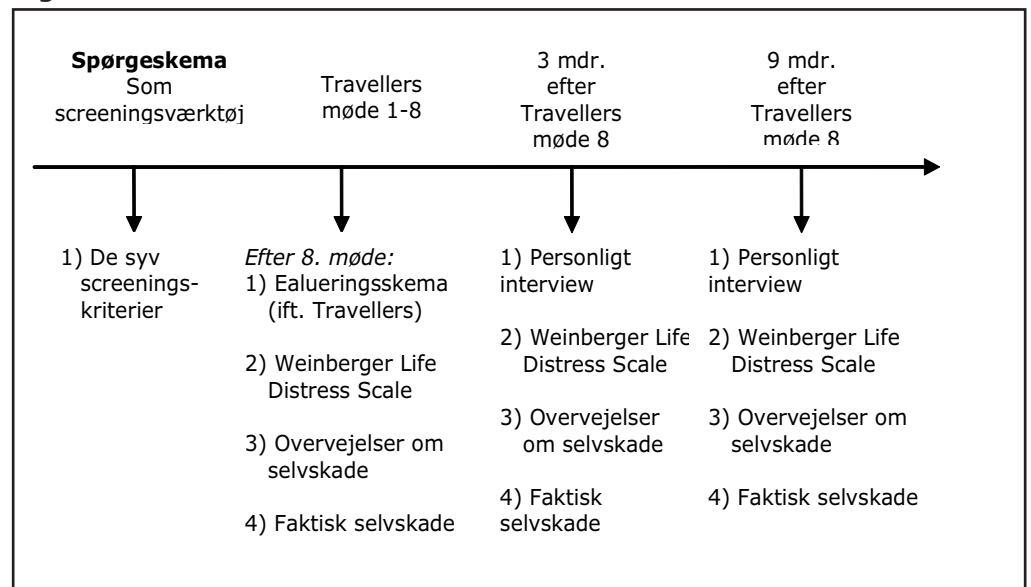 Spørgeskema
Som
screeningsværktøj
Travellers
møde 1-8
3 mdr.
efter
Travellers
møde 8
9 mdr.
efter
Travellers
møde 8
1) De syv
screenings-
kriterier
Efter 8. møde:
1) Ealueringsskema
(ift. Travellers)
2) Weinberger Life
Distress Scale
3) Overvejelser om
selvskade
4) Faktisk selvskade
1) Personligt
interview
2) Weinberger Life
Distress Scale
3) Overvejelser
om selvskade
4) Faktisk
selvskade
1) Personligt
interview
2) Weinberger Life
Distress Scale
3) Overvejelser om
selvskade
4) Faktisk selvskade